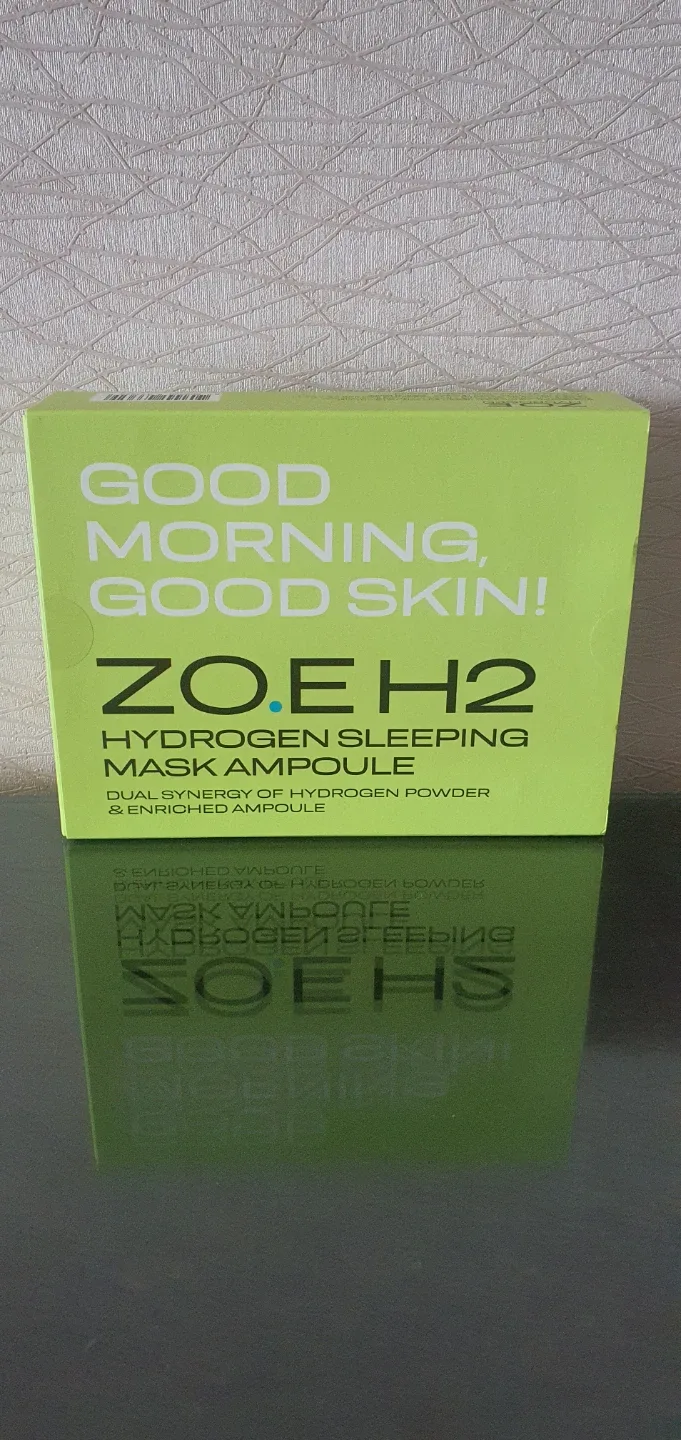 GOOD
MORNING,
GOOD SKIN!
ZO.E H2
HYDROGEN SLEEPING
MASK AMPOULE
DUAL SYNERGY OF HYDROGEN POWDER
& ENRICHED AMPOULE